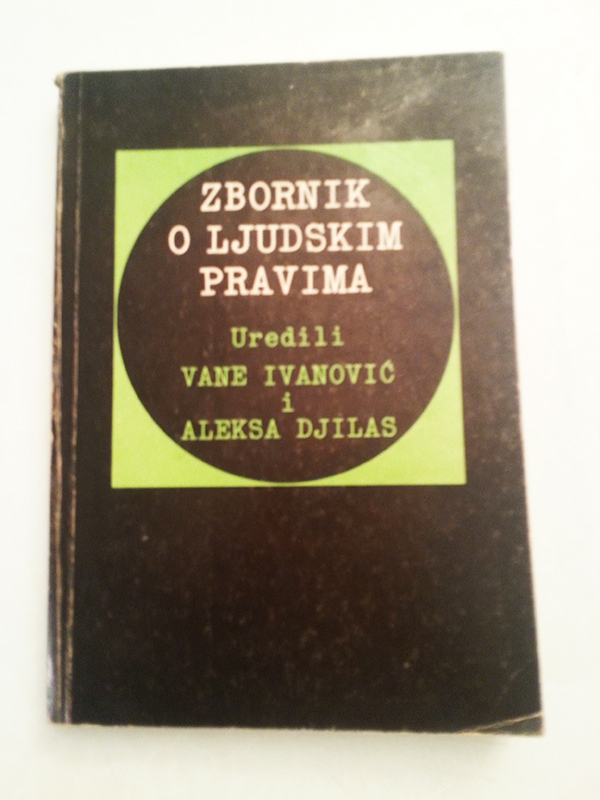 ZBORNIK
O LJUDSKIM
PRAVIMA
Uredili
VANE IVANOVIĆ
i
ALEKSA DJILAS